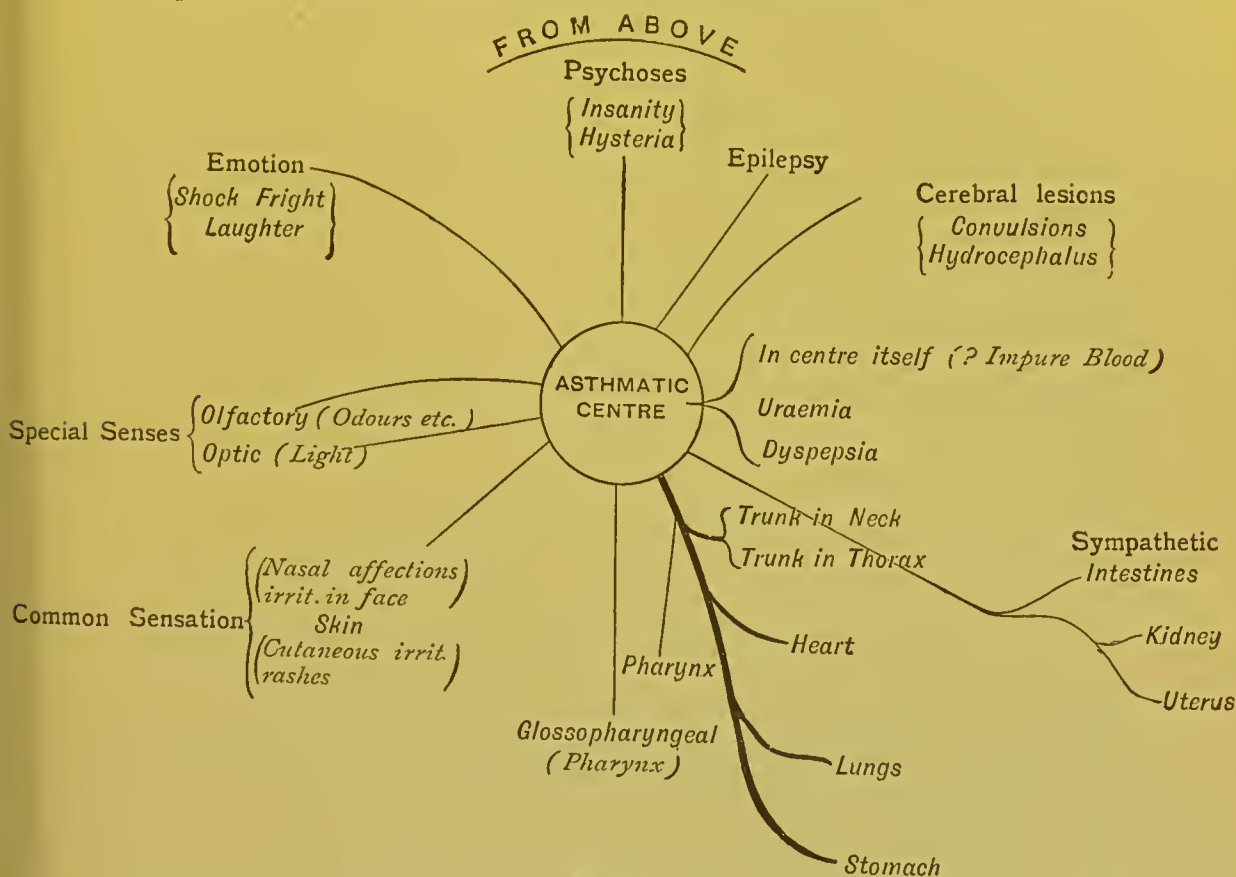 FROM ABOVE
Psychoses
Insanity
Hysteria
Emotion
Shock Fright
Laughter
Epilepsy
Cerebral lesions
Convulsions
Hydrocephalus
ASTHMATIC
CENTRE
In centre itself (? Impure Blood)
Uraemia
Dyspepsia
Special Senses
Olfactory (Odours etc.)
Optic (Light)
Common Sensation
(Nasal affections)
irrit. in face
Skin
(Cutaneous irrit.
rashes
Trunk in Neck
Trunk in Thorax
Sympathetic
Intestines
Kidney
Uterus
Heart
Pharynx
Glossopharyngeal
(Pharynx)
Lungs
Stomach